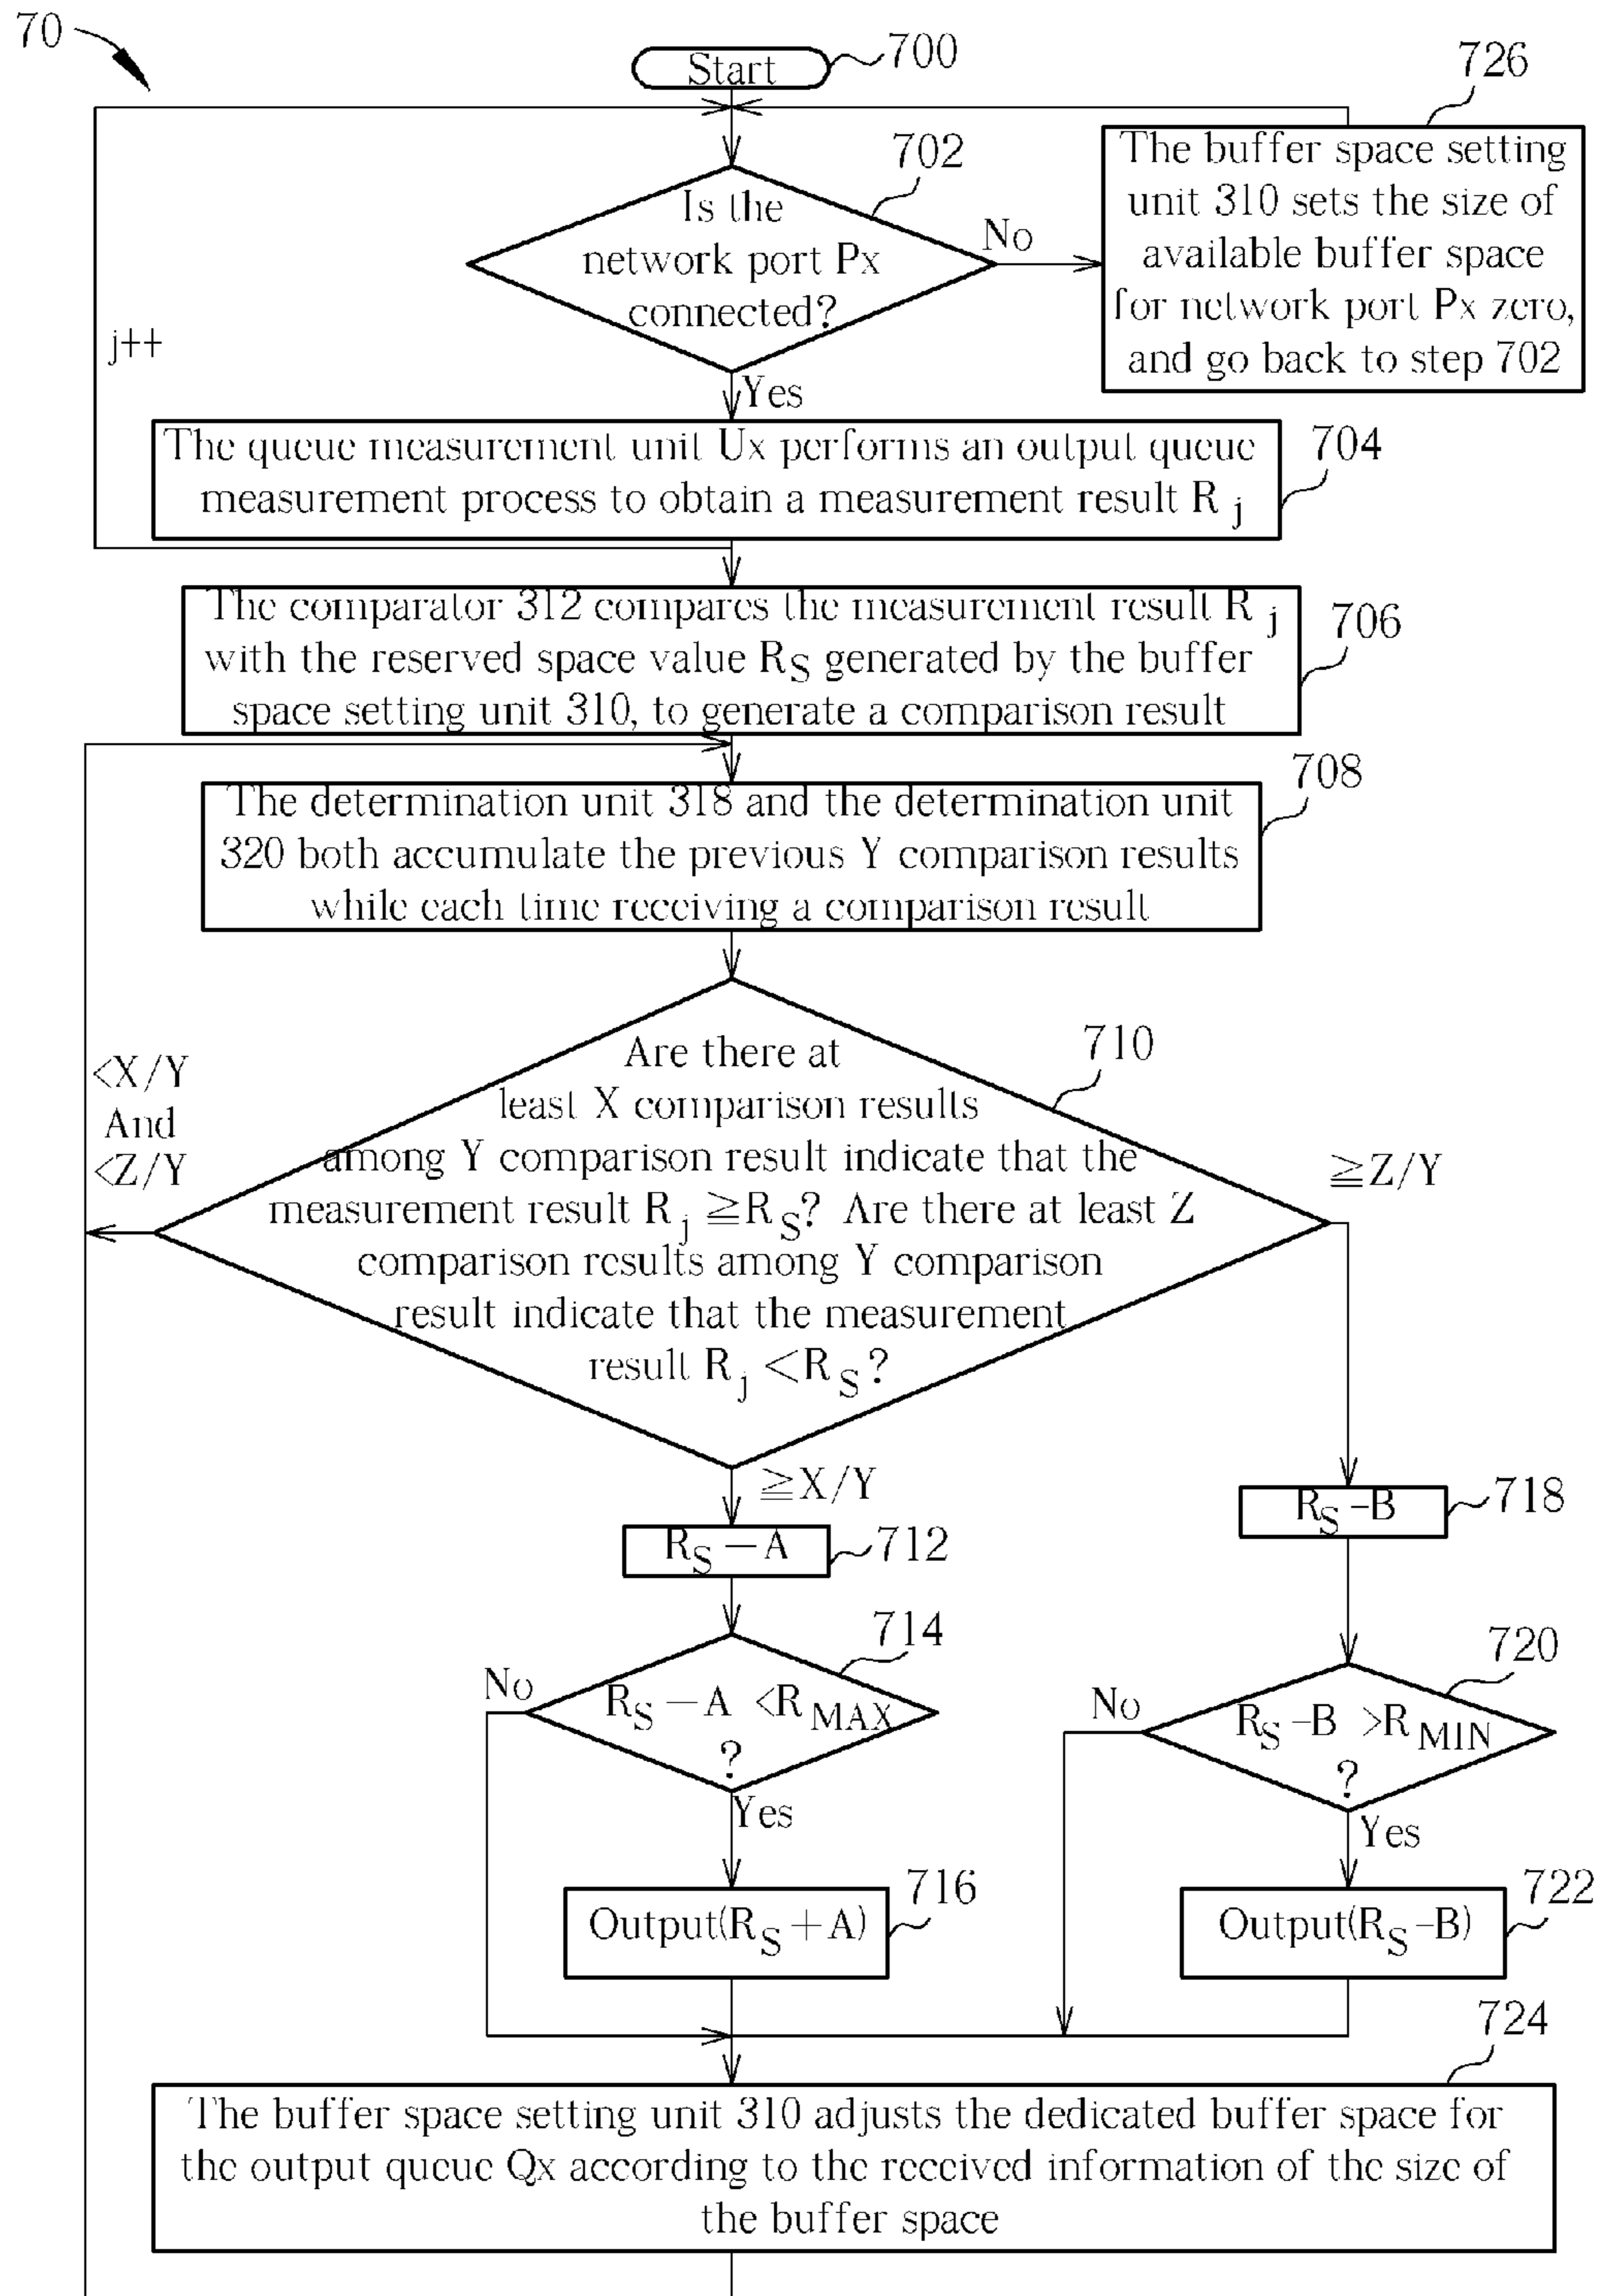 70
Start
700
726
The buffer space setting
unit 310 sets the size of
available buffer space
for network port Px zero,
and go back to step 702
702
Is the
network port Px
connected?
No
j++
Yes
The queue measurement unit Ux performs an output queue
measurement process to obtain a measurement result R j
704
The comparator 312 compares the measurement result R j
with the reserved space value RS generated by the buffer
space setting unit 310, to generate a comparison result
706
The determination unit 318 and the determination unit
320 both accumulate the previous Y comparison results
while each time receiving a comparison result
708
<X/Y
And
<Z/Y
Are there at
least X comparison results
among Y comparison result indicate that the
measurement result R j ≧RS? Are there at least Z
comparison results among Y comparison
result indicate that the measurement
result R j <R S ?
710
≧Z/Y
≧X/Y
RS −A
712
RS −B
718
714
No
RS −A <R MAX
?
Yes
720
No
RS −B >R MIN
?
Yes
Output(RS +A)
716
Output(RS −B)
722
724
The buffer space setting unit 310 adjusts the dedicated buffer space for
the output queue Qx according to the received information of the size of
the buffer space